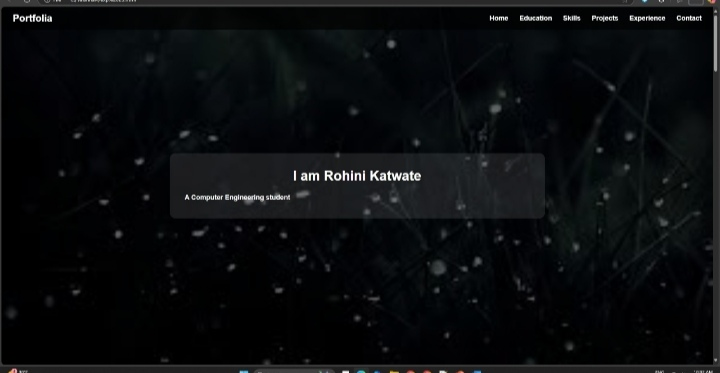 Portfolia
Home Education Skills Projects Experience Contact
I am Rohini Katwate
A Computer Engineering student